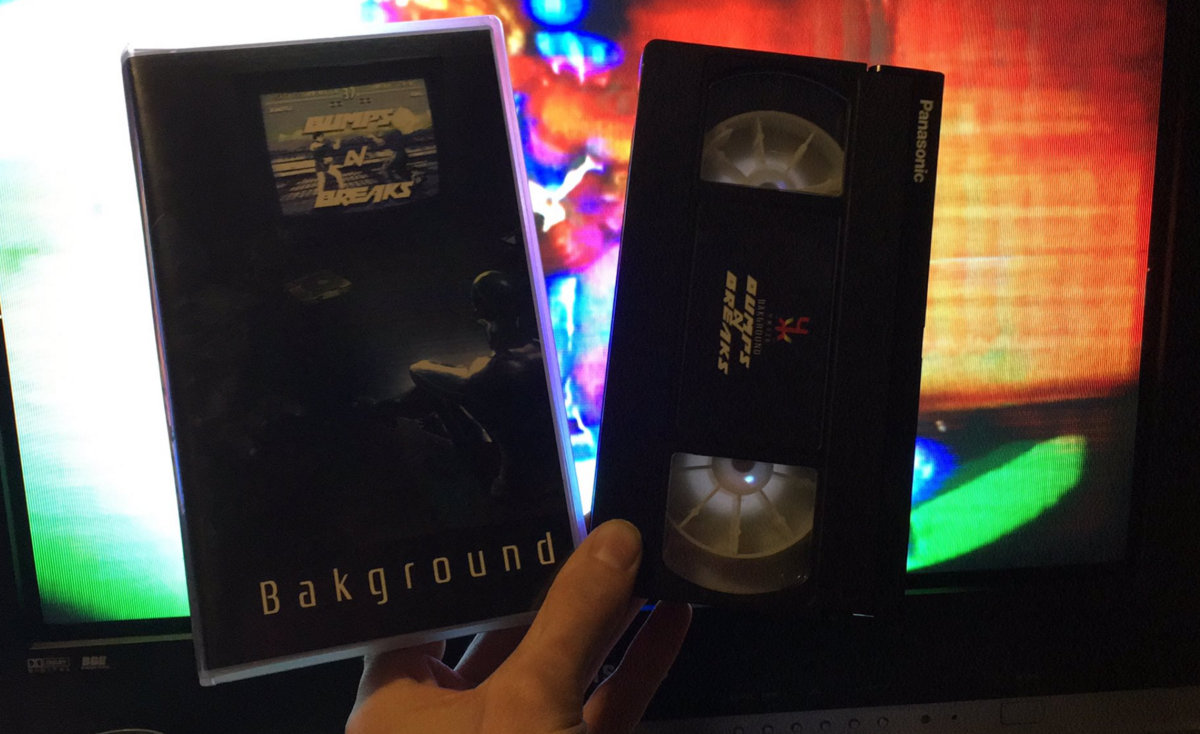 BUMPS
N
BREAKS
Bakground
Panasonic
BAKGROUND
BUMPS
N
BREAKS